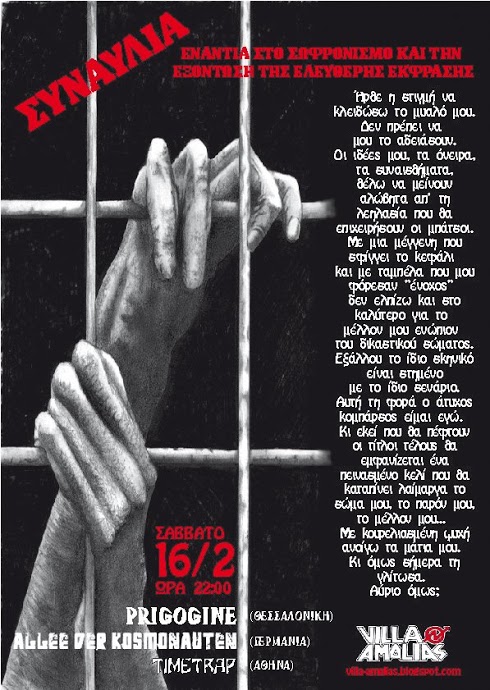 ΣΥΝΑΥΛΙΑ
ΕΝΑΝΤΙΑ ΣΤΟ ΣΩΦΡΟΝΙΣΜΟ ΚΑΙ ΤΗΝ
ΕΞΟΝΤΩΣΗ ΤΗΣ ΕΛΕΥΘΕΡΗΣ ΕΚΦΡΑΣΗΣ
Ήρθε η στιγμή να
κλειδώσω το μυαλό μου.
Δεν πρέπει να
μου το αδειάσουν.
Οι ιδέες μου, τα όνειρα,
τα συναισθήματα,
θέλω να μείνουν
αλώβητα απ' τη
λεηλασία που θα
επιχειρήσουν οι μπάτσοι.
Με μια μέγγενη που
σφίγγει το κεφάλι
και με ταμπέλα που μου
φόρεσαν "ένοχος"
δεν ελπίζω και στο
καλύτερο για το
μέλλον μου ενώπιον
του δικαστικού σώματος.
Εξάλλου το ίδιο σκηνικό
είναι στημένο
με το ίδιο σενάριο.
Αυτή τη φορά ο άτυχος
κομπάρσος είμαι εγώ.
Κι εκεί που θα πέφτουν
οι τίτλοι τέλους θα
εμφανίζεται ένα
πεινασμένο κελί που θα
καταπίνει λαίμαργα το
σώμα μου, το παρόν μου,
το μέλλον μου...
Με κουρελιασμένη ψυχή
ανοίγω τα μάτια μου.
Κι όμως σήμερα τη
γλίτωσα.
Αύριο όμως;
ΣΑΒΒΑΤΟ
16/2
ΩΡΑ 22:00
PRIGOGINE (ΘΕΣΣΑΛΟΝΙΚΗ)
ALLEE DER KOSMONAUTEN (ΓΕΡΜΑΝΙΑ)
TIMETRAP (ΑΘΗΝΑ)
VILLA
AMALIAS
villa-amalias.blogspot.com